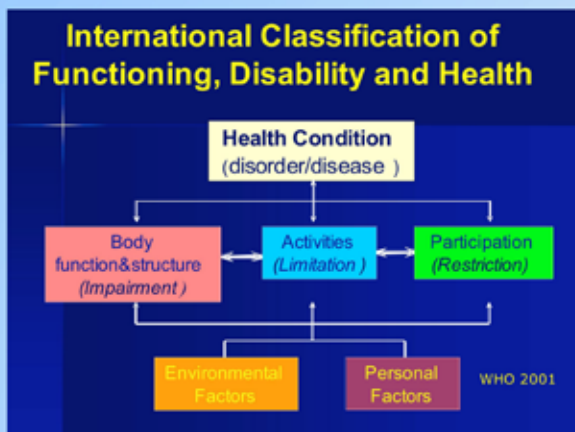 International Classification of
Functioning, Disability and Health
Health Condition
(disorder/disease )
Body
function&structure
(Impairment )
Activities
(Limitation )
Participation
(Restriction)
Environmental
Factors
Personal
Factors
WHO 2001